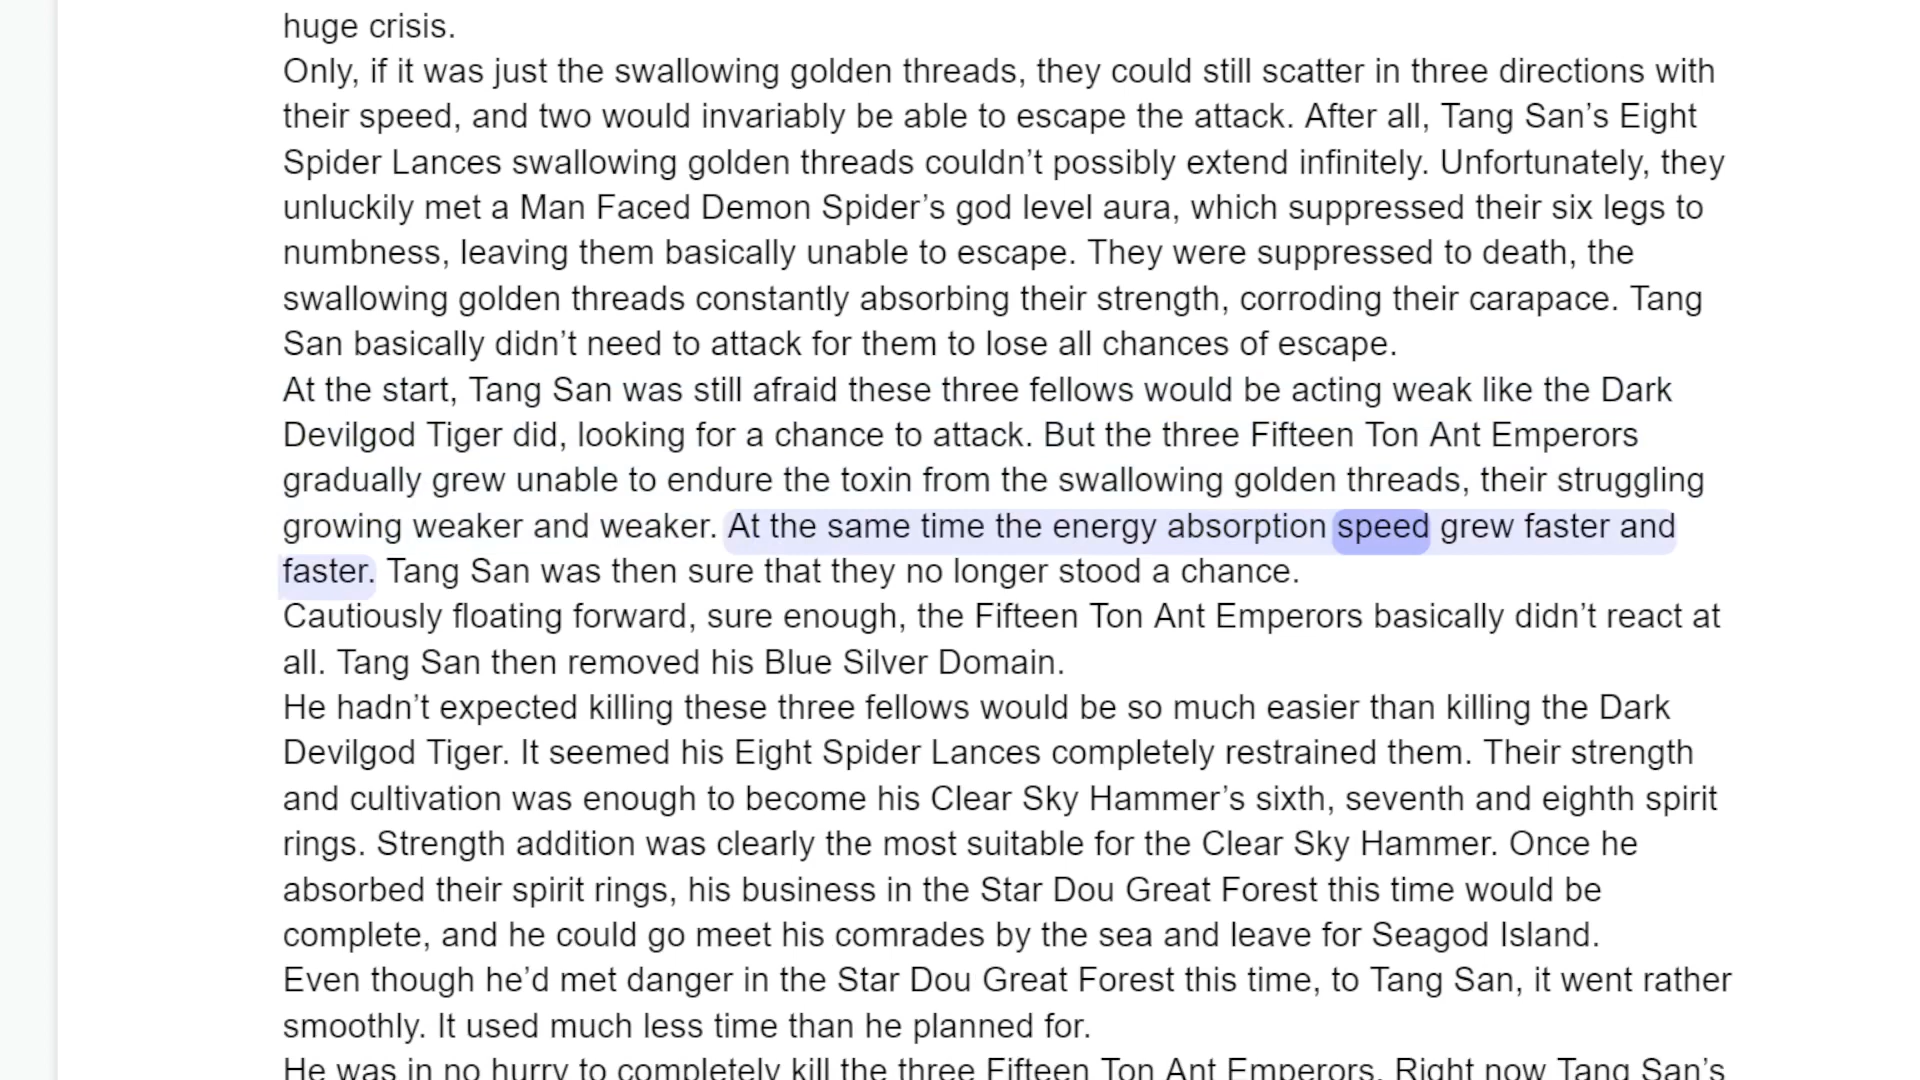 huge crisis.
Only, if it was just the swallowing golden threads, they could still scatter in three directions with
their speed, and two would invariably be able to escape the attack. After all, Tang San’s Eight
Spider Lances swallowing golden threads couldn’t possibly extend infinitely. Unfortunately, they
unluckily met a Man Faced Demon Spider’s god level aura, which suppressed their six legs to
numbness, leaving them basically unable to escape. They were suppressed to death, the
swallowing golden threads constantly absorbing their strength, corroding their carapace. Tang
San basically didn’t need to attack for them to lose all chances of escape.
At the start, Tang San was still afraid these three fellows would be acting weak like the Dark
Devilgod Tiger did, looking for a chance to attack. But the three Fifteen Ton Ant Emperors
gradually grew unable to endure the toxin from the swallowing golden threads, their struggling
growing weaker and weaker. At the same time the energy absorption speed grew faster and
faster. Tang San was then sure that they no longer stood a chance.
Cautiously floating forward, sure enough, the Fifteen Ton Ant Emperors basically didn’t react at
all. Tang San then removed his Blue Silver Domain.
He hadn’t expected killing these three fellows would be so much easier than killing the Dark
Devilgod Tiger. It seemed his Eight Spider Lances completely restrained them. Their strength
and cultivation was enough to become his Clear Sky Hammer’s sixth, seventh and eighth spirit
rings. Strength addition was clearly the most suitable for the Clear Sky Hammer. Once he
absorbed their spirit rings, his business in the Star Dou Great Forest this time would be
complete, and he could go meet his comrades by the sea and leave for Seagod Island.
Even though he’d met danger in the Star Dou Great Forest this time, to Tang San, it went rather
smoothly. It used much less time than he planned for.
He was in no hurry to completely kill the three Fifteen Ton Ant Emperors. Right now Tang San’s